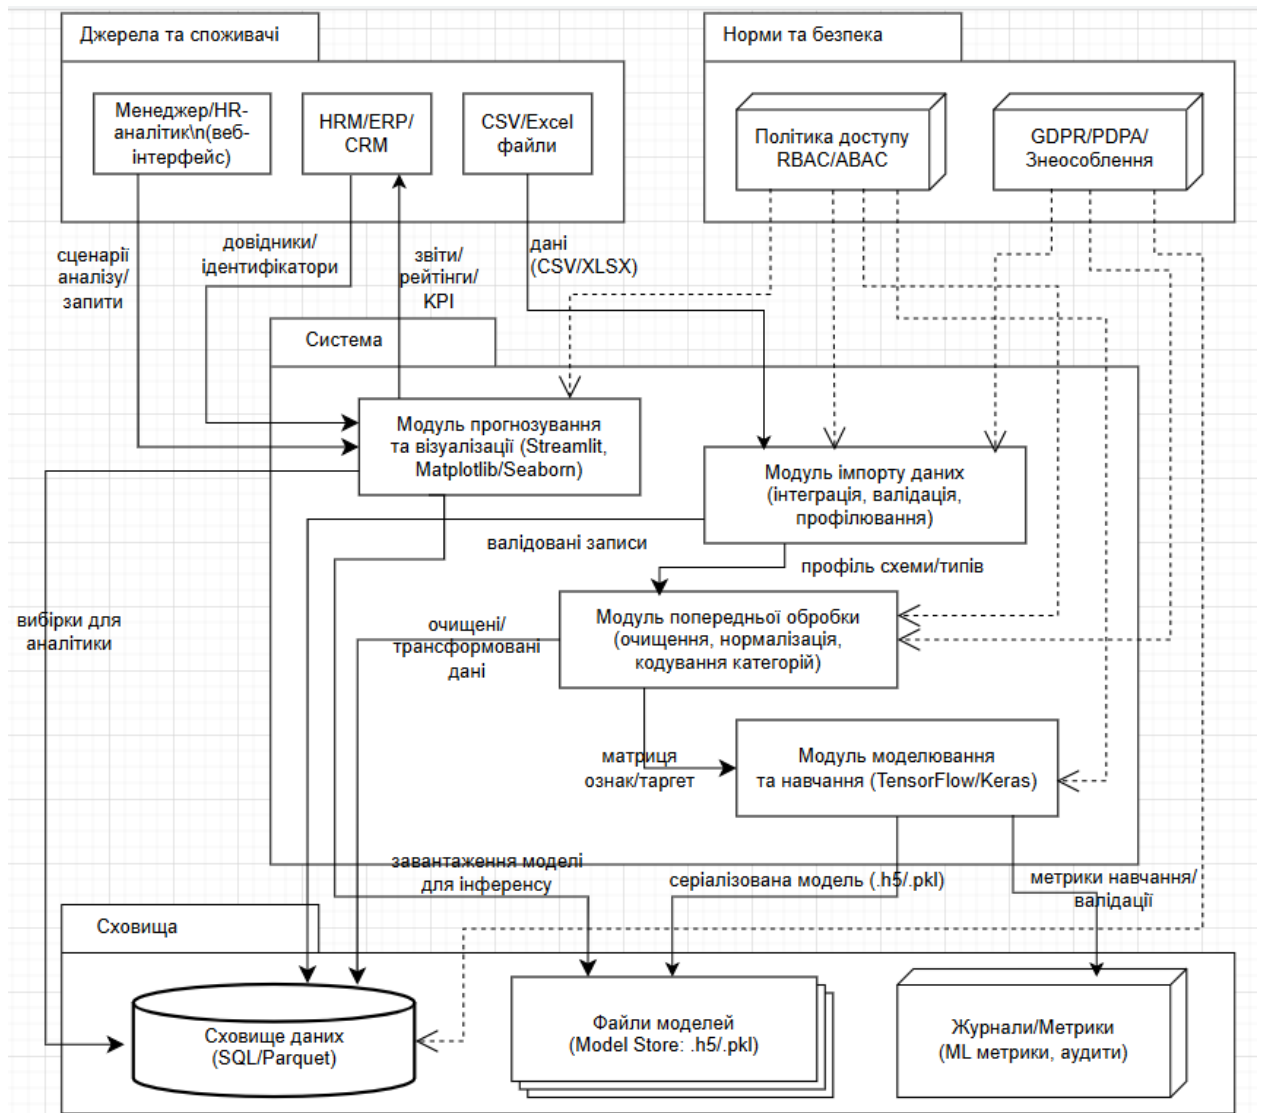 Джерела та споживачі
Норми та безпека
Менеджер/HR-
аналітик\n(веб-
інтерфейс)
HRM/ERP/
CRM
CSV/Excel
файли
Політика доступу
RBAC/ABAC
GDPR/PDPA/
Знеособлення
сценарії
аналізу/
запити
довідники/
ідентифікатори
звіти/
рейтінги/
KPI
дані
(CSV/XLSX)
Система
Модуль прогнозування
та візуалізації (Streamlit,
Matplotlib/Seaborn)
Модуль імпорту даних
(інтеграція, валідація,
профілювання)
валідовані записи
профіль схеми/типів
вибірки для
аналітики
очищені/
трансформовані
дані
Модуль попередньої обробки
(очищення, нормалізація,
кодування категорій)
матриця
ознак/таргет
Модуль моделювання
та навчання (TensorFlow/Keras)
завантаження моделі
для інференсу
серіалізована модель (.h5/.pkl)
метрики навчання/
валідації
Сховища
Сховище даних
(SQL/Parquet)
Файли моделей
(Model Store: .h5/.pkl)
Журнали/Метрики
(ML метрики, аудити)